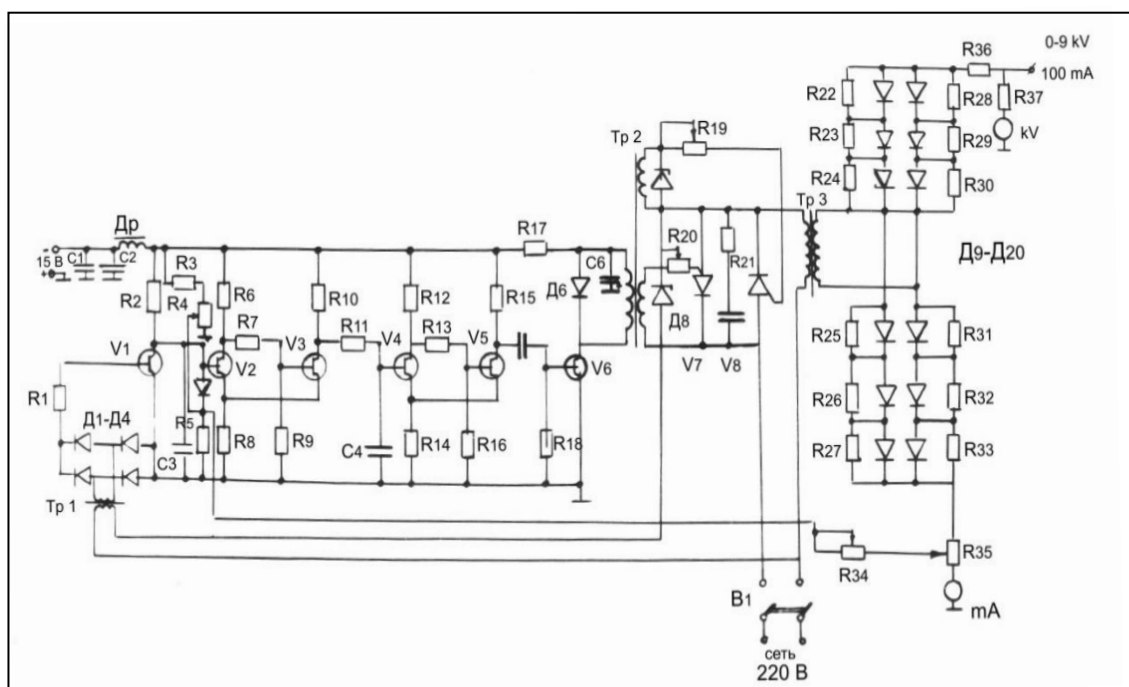 R36
0-9 kV
100 mA
R22
R28
R37
R19
Тр 2
R23
R29
kV
R24
R30
Тр 3
Др
R17
- 15 В +
C1
C2
R3
R20
C6
R21
Д9-Д20
R2
R4
R6
R10
R12
R15
Д6
Д8
R7
R11
R13
R25
R31
V1
V2
V3
V4
V5
V6
V7
V8
R1
Д1-Д4
R5
R8
R9
C3
C4
R14
R16
R18
R26
R32
R27
R33
Тр 1
R34
R35
В1
mA
сеть
220 В